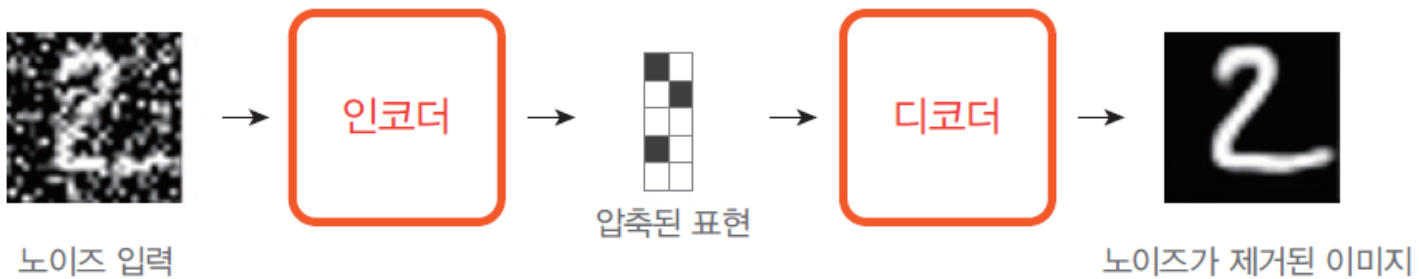 인코더
디코더
압축된 표현
노이즈 입력
노이즈가 제거된 이미지